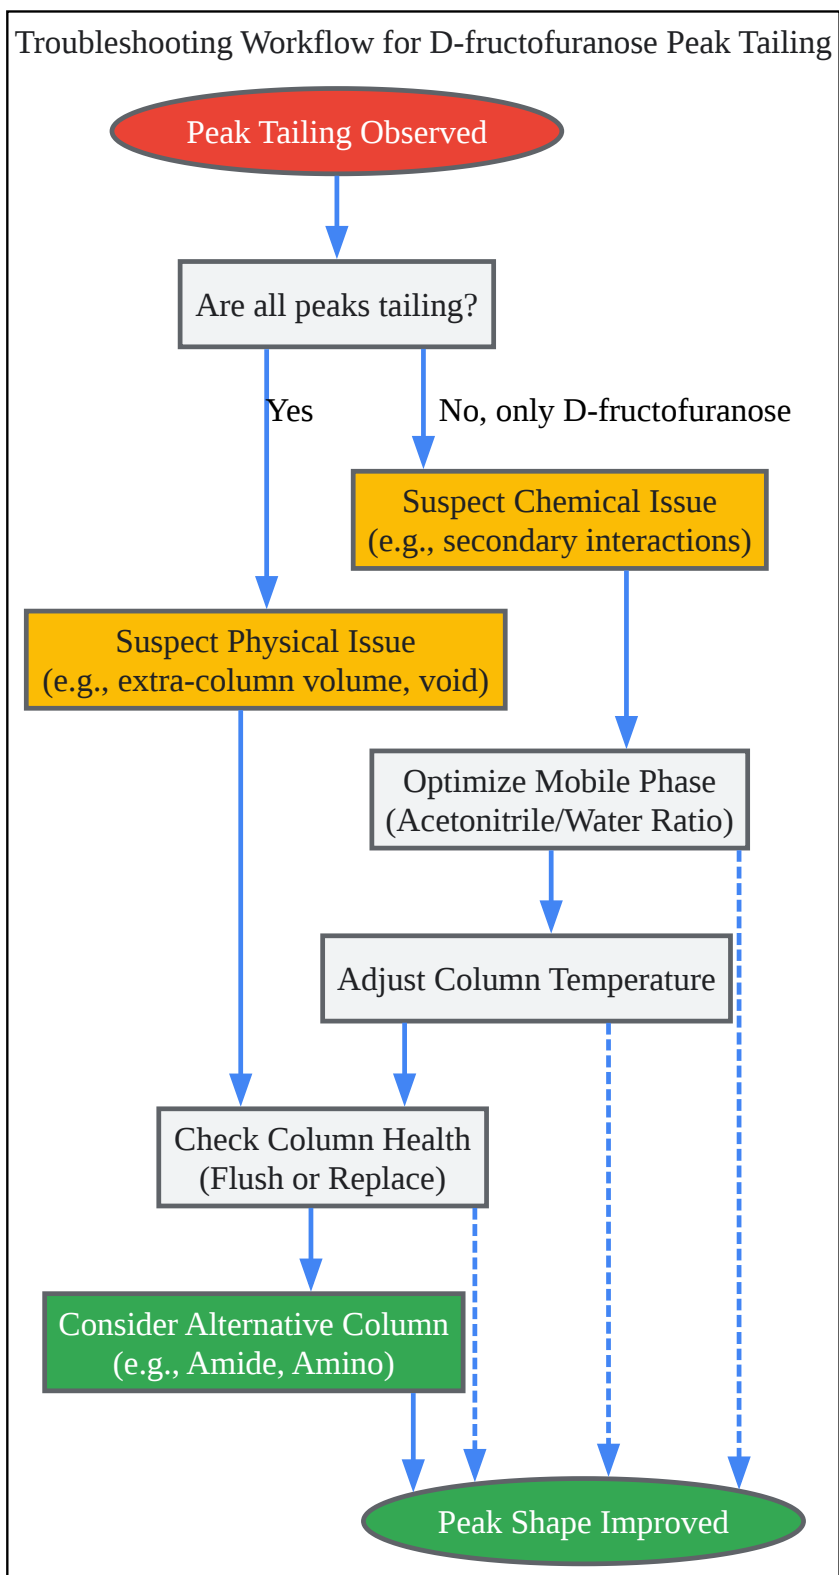 Troubleshooting Workflow for D-fructofuranose Peak Tailing
Peak Tailing Observed
Are all peaks tailing?
Yes
No, only D-fructofuranose
Suspect Chemical Issue
(e.g., secondary interactions)
Suspect Physical Issue
(e.g., extra-column volume, void)
Optimize Mobile Phase
(Acetonitrile/Water Ratio)
Adjust Column Temperature
Check Column Health
(Flush or Replace)
Consider Alternative Column
(e.g., Amide, Amino)
Peak Shape Improved